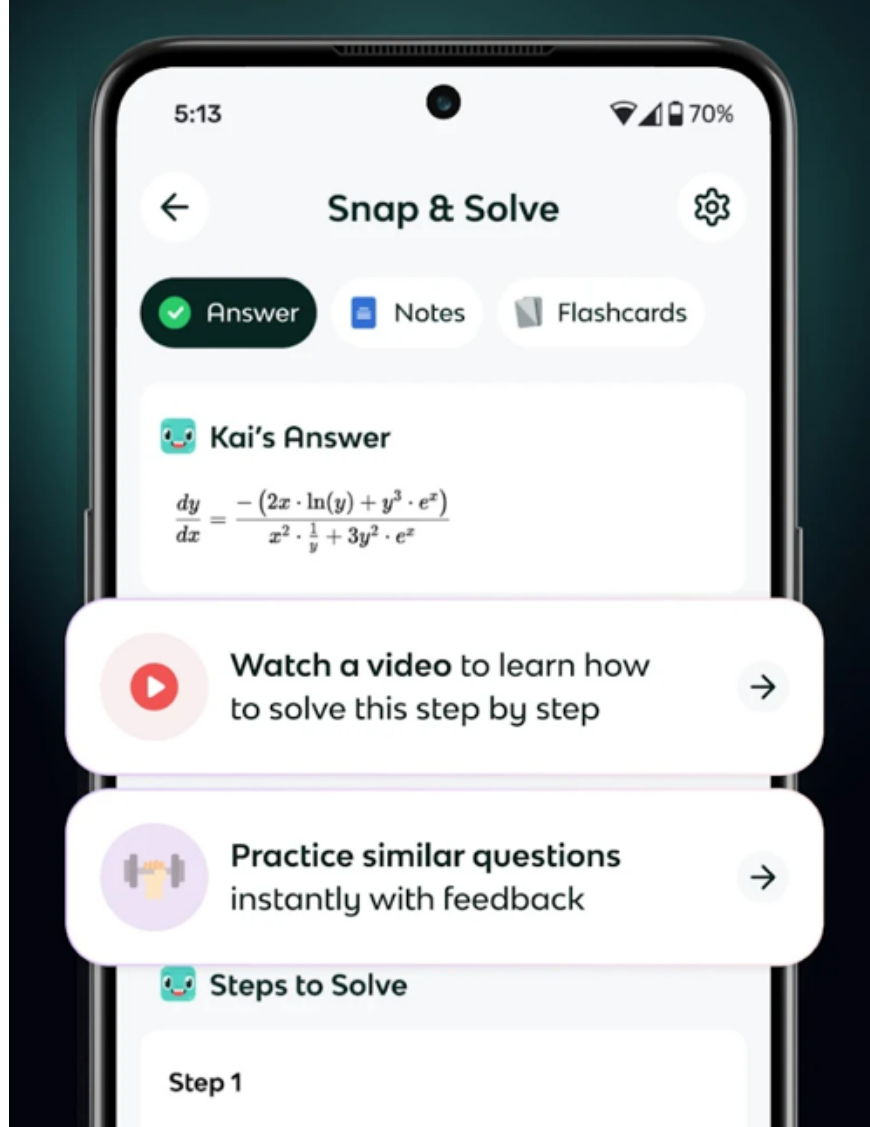 5:13 70%
Snap & Solve
Answer Notes Flashcards
Kai's Answer
dy/dx = -(2x · ln(y) + y³ · eˣ) / (x² · 1/y + 3y² · eˣ)
Watch a video to learn how
to solve this step by step
Practice similar questions
instantly with feedback
Steps to Solve
Step 1